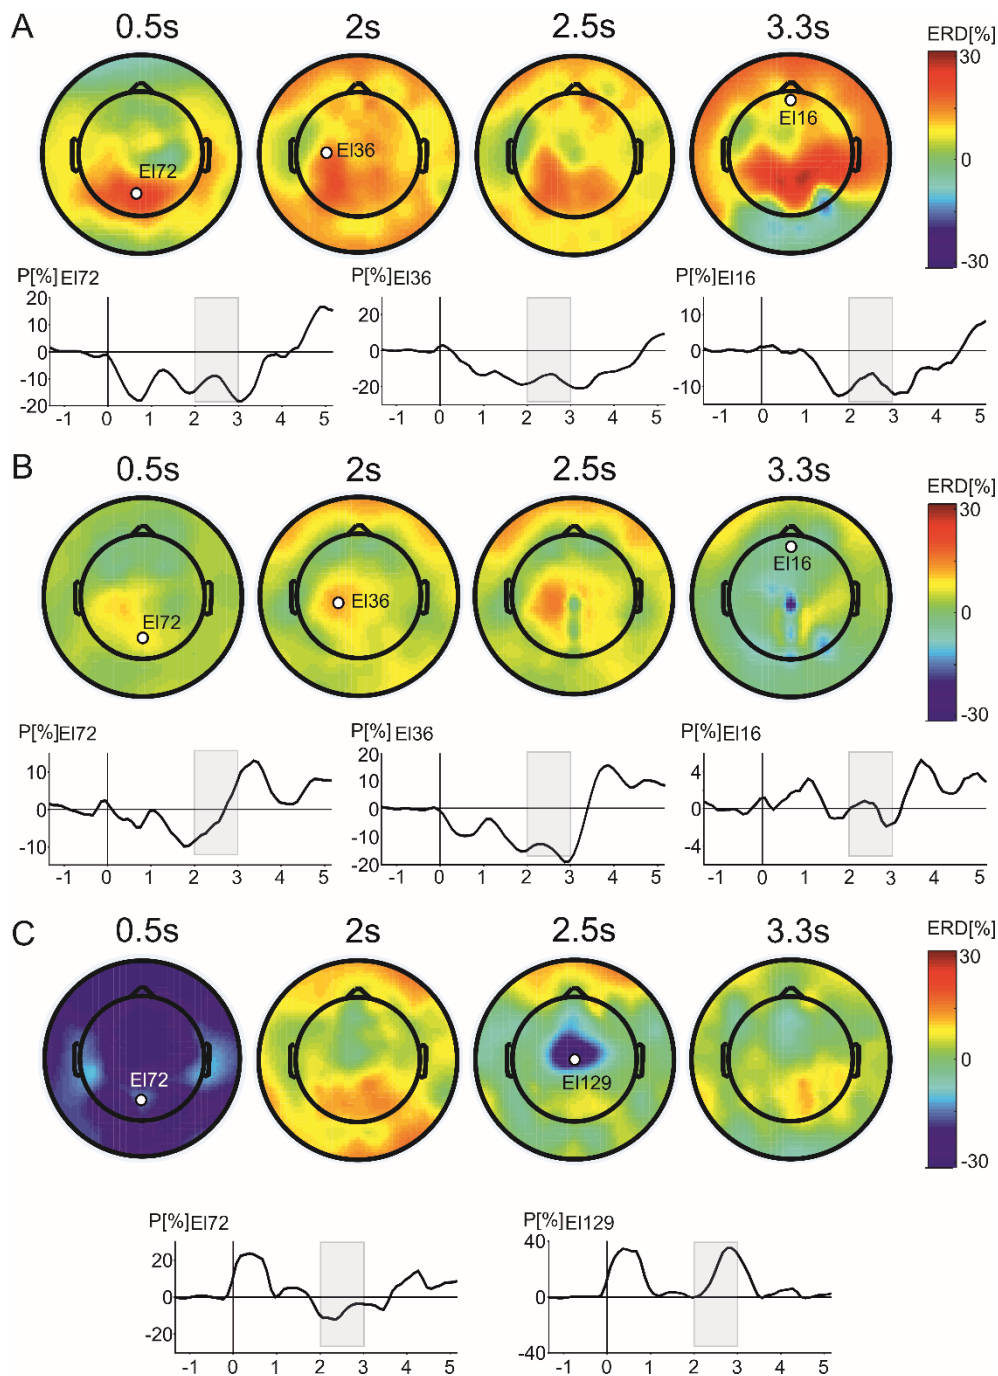 A 0.5s 2s 2.5s 3.3s ERD[%]
30
0
-30
El72 El36 El16
P[%]El72 P[%]El36 P[%]El16
20
10
0
-10
-20
-1 0 1 2 3 4 5
20
0
-20
-1 0 1 2 3 4 5
10
0
-10
-1 0 1 2 3 4 5
B 0.5s 2s 2.5s 3.3s ERD[%]
30
0
-30
El72 El36 El16
P[%]El72 P[%]El36 P[%]El16
10
0
-10
-1 0 1 2 3 4 5
20
10
0
-10
-20
-1 0 1 2 3 4 5
4
0
-4
-1 0 1 2 3 4 5
C 0.5s 2s 2.5s 3.3s ERD[%]
30
0
-30
El72 El129
P[%]El72 P[%]El129
20
0
-20
-1 0 1 2 3 4 5
40
0
-40
-1 0 1 2 3 4 5